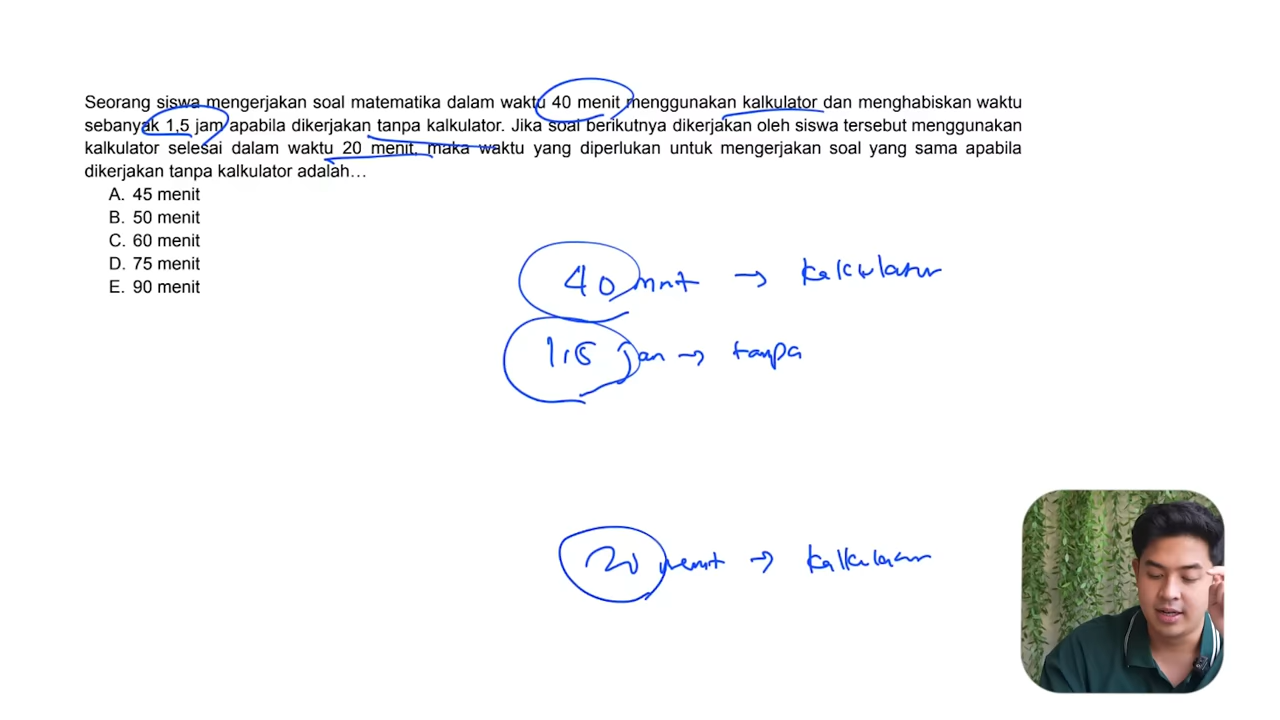 Seorang siswa mengerjakan soal matematika dalam waktu 40 menit menggunakan kalkulator dan menghabiskan waktu
sebanyak 1,5 jam apabila dikerjakan tanpa kalkulator. Jika soal berikutnya dikerjakan oleh siswa tersebut menggunakan
kalkulator selesai dalam waktu 20 menit, maka waktu yang diperlukan untuk mengerjakan soal yang sama apabila
dikerjakan tanpa kalkulator adalah…
A. 45 menit
B. 50 menit
C. 60 menit
D. 75 menit
E. 90 menit
40 mnt → kalkulator
1,5 jam → tanpa
20 menit → kalkulator